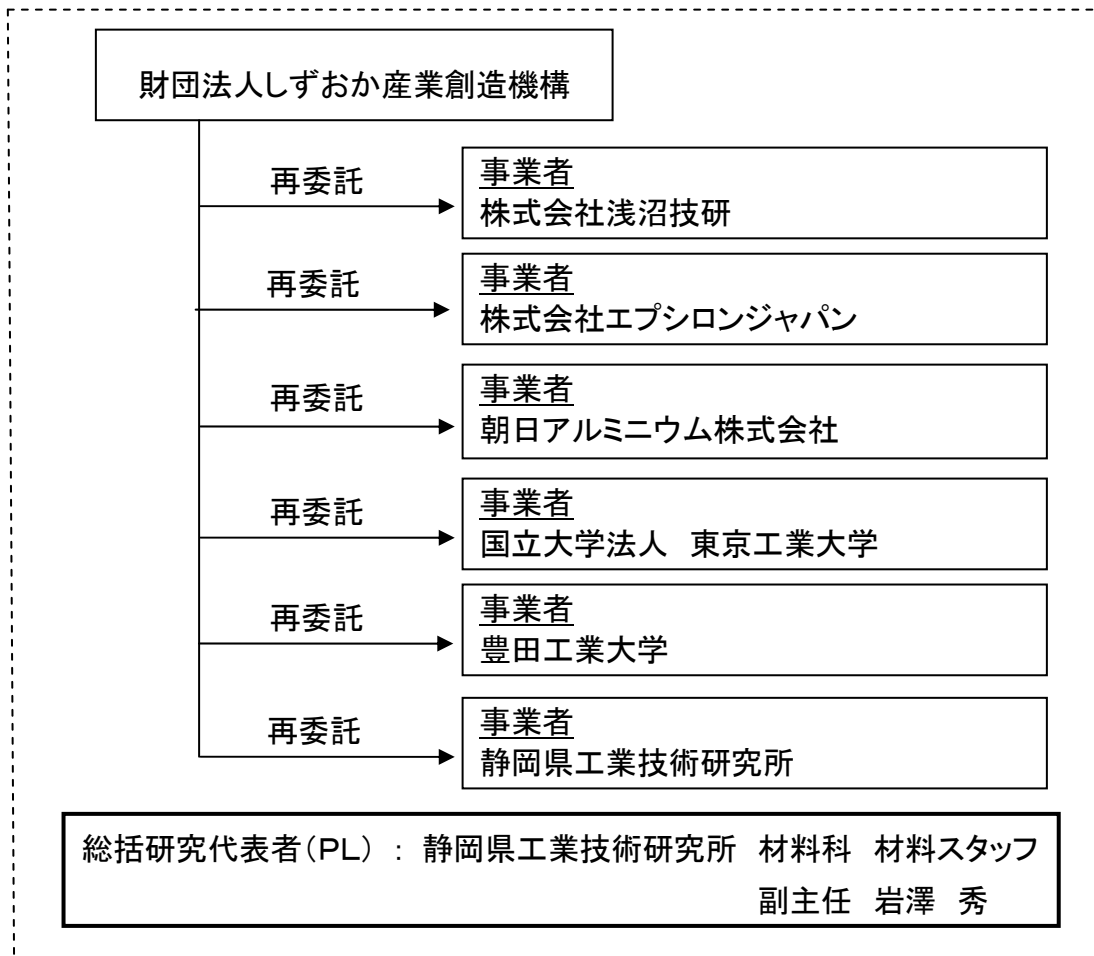 財団法人しずおか産業創造機構
再委託
事業者
株式会社浅沼技研
再委託
事業者
株式会社エプシロンジャパン
再委託
事業者
朝日アルミニウム株式会社
再委託
事業者
国立大学法人　東京工業大学
再委託
事業者
豊田工業大学
再委託
事業者
静岡県工業技術研究所
総括研究代表者(PL)　：　静岡県工業技術研究所　材料科　材料スタッフ
副主任　岩澤　秀